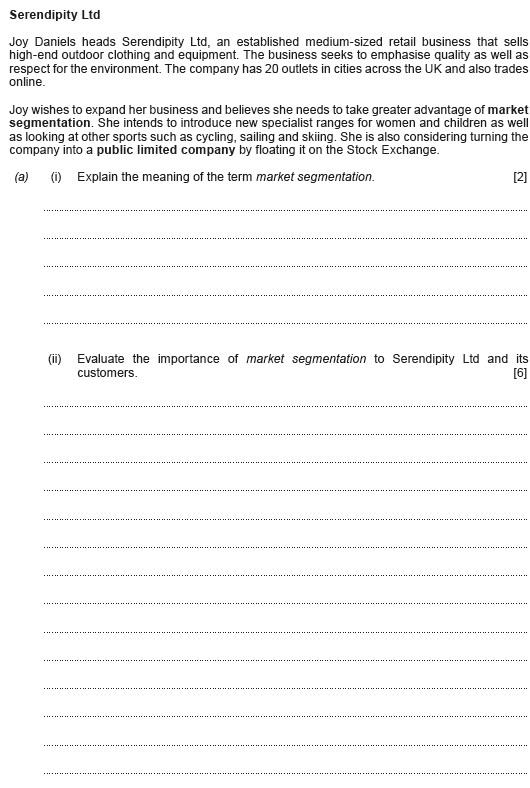 Serendipity Ltd
Joy Daniels heads Serendipity Ltd, an established medium-sized retail business that sells
high-end outdoor clothing and equipment. The business seeks to emphasise quality as well as
respect for the environment. The company has 20 outlets in cities across the UK and also trades
online.
Joy wishes to expand her business and believes she needs to take greater advantage of market
segmentation. She intends to introduce new specialist ranges for women and children as well
as looking at other sports such as cycling, sailing and skiing. She is also considering turning the
company into a public limited company by floating it on the Stock Exchange.
(a) (i) Explain the meaning of the term market segmentation. [2]
(ii) Evaluate the importance of market segmentation to Serendipity Ltd and its
customers. [6]